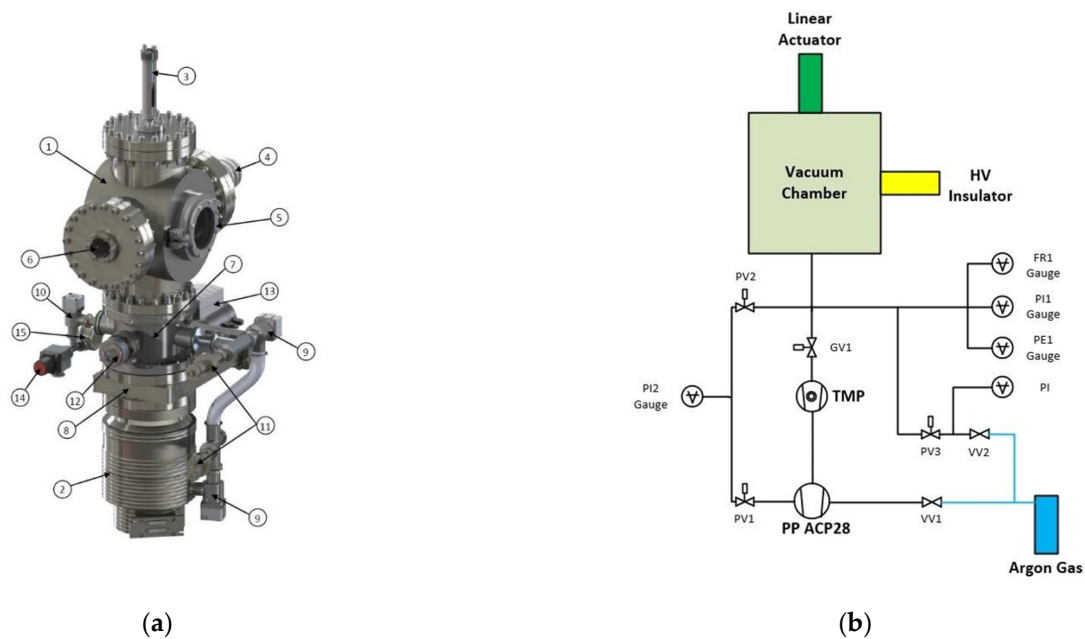 3
1
4
5
6
7
10
13
15
9
14
12
8
11
2
9
(a)
Linear
Actuator
Vacuum
Chamber
HV
Insulator
PV2
FR1
Gauge
PI1
Gauge
GV1
PE1
Gauge
PI2
Gauge
TMP
PI
PV3
VV2
PV1
PP ACP28
VV1
Argon Gas
(b)